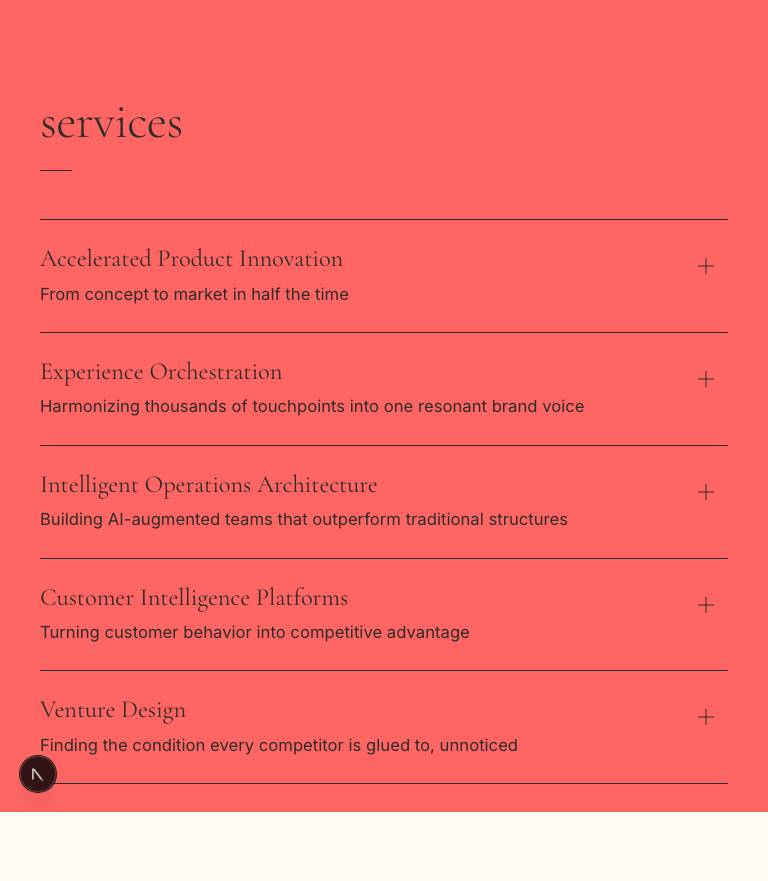 services
Accelerated Product Innovation
From concept to market in half the time
Experience Orchestration
Harmonizing thousands of touchpoints into one resonant brand voice
Intelligent Operations Architecture
Building AI-augmented teams that outperform traditional structures
Customer Intelligence Platforms
Turning customer behavior into competitive advantage
Venture Design
Finding the condition every competitor is glued to, unnoticed